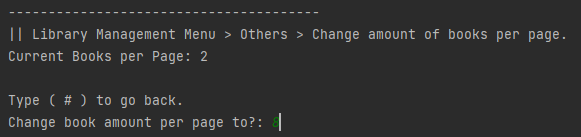 ---------------------------------------
|| Library Management Menu > Others > Change amount of books per page.
Current Books per Page: 2

Type ( # ) to go back.
Change book amount per page to?: 8